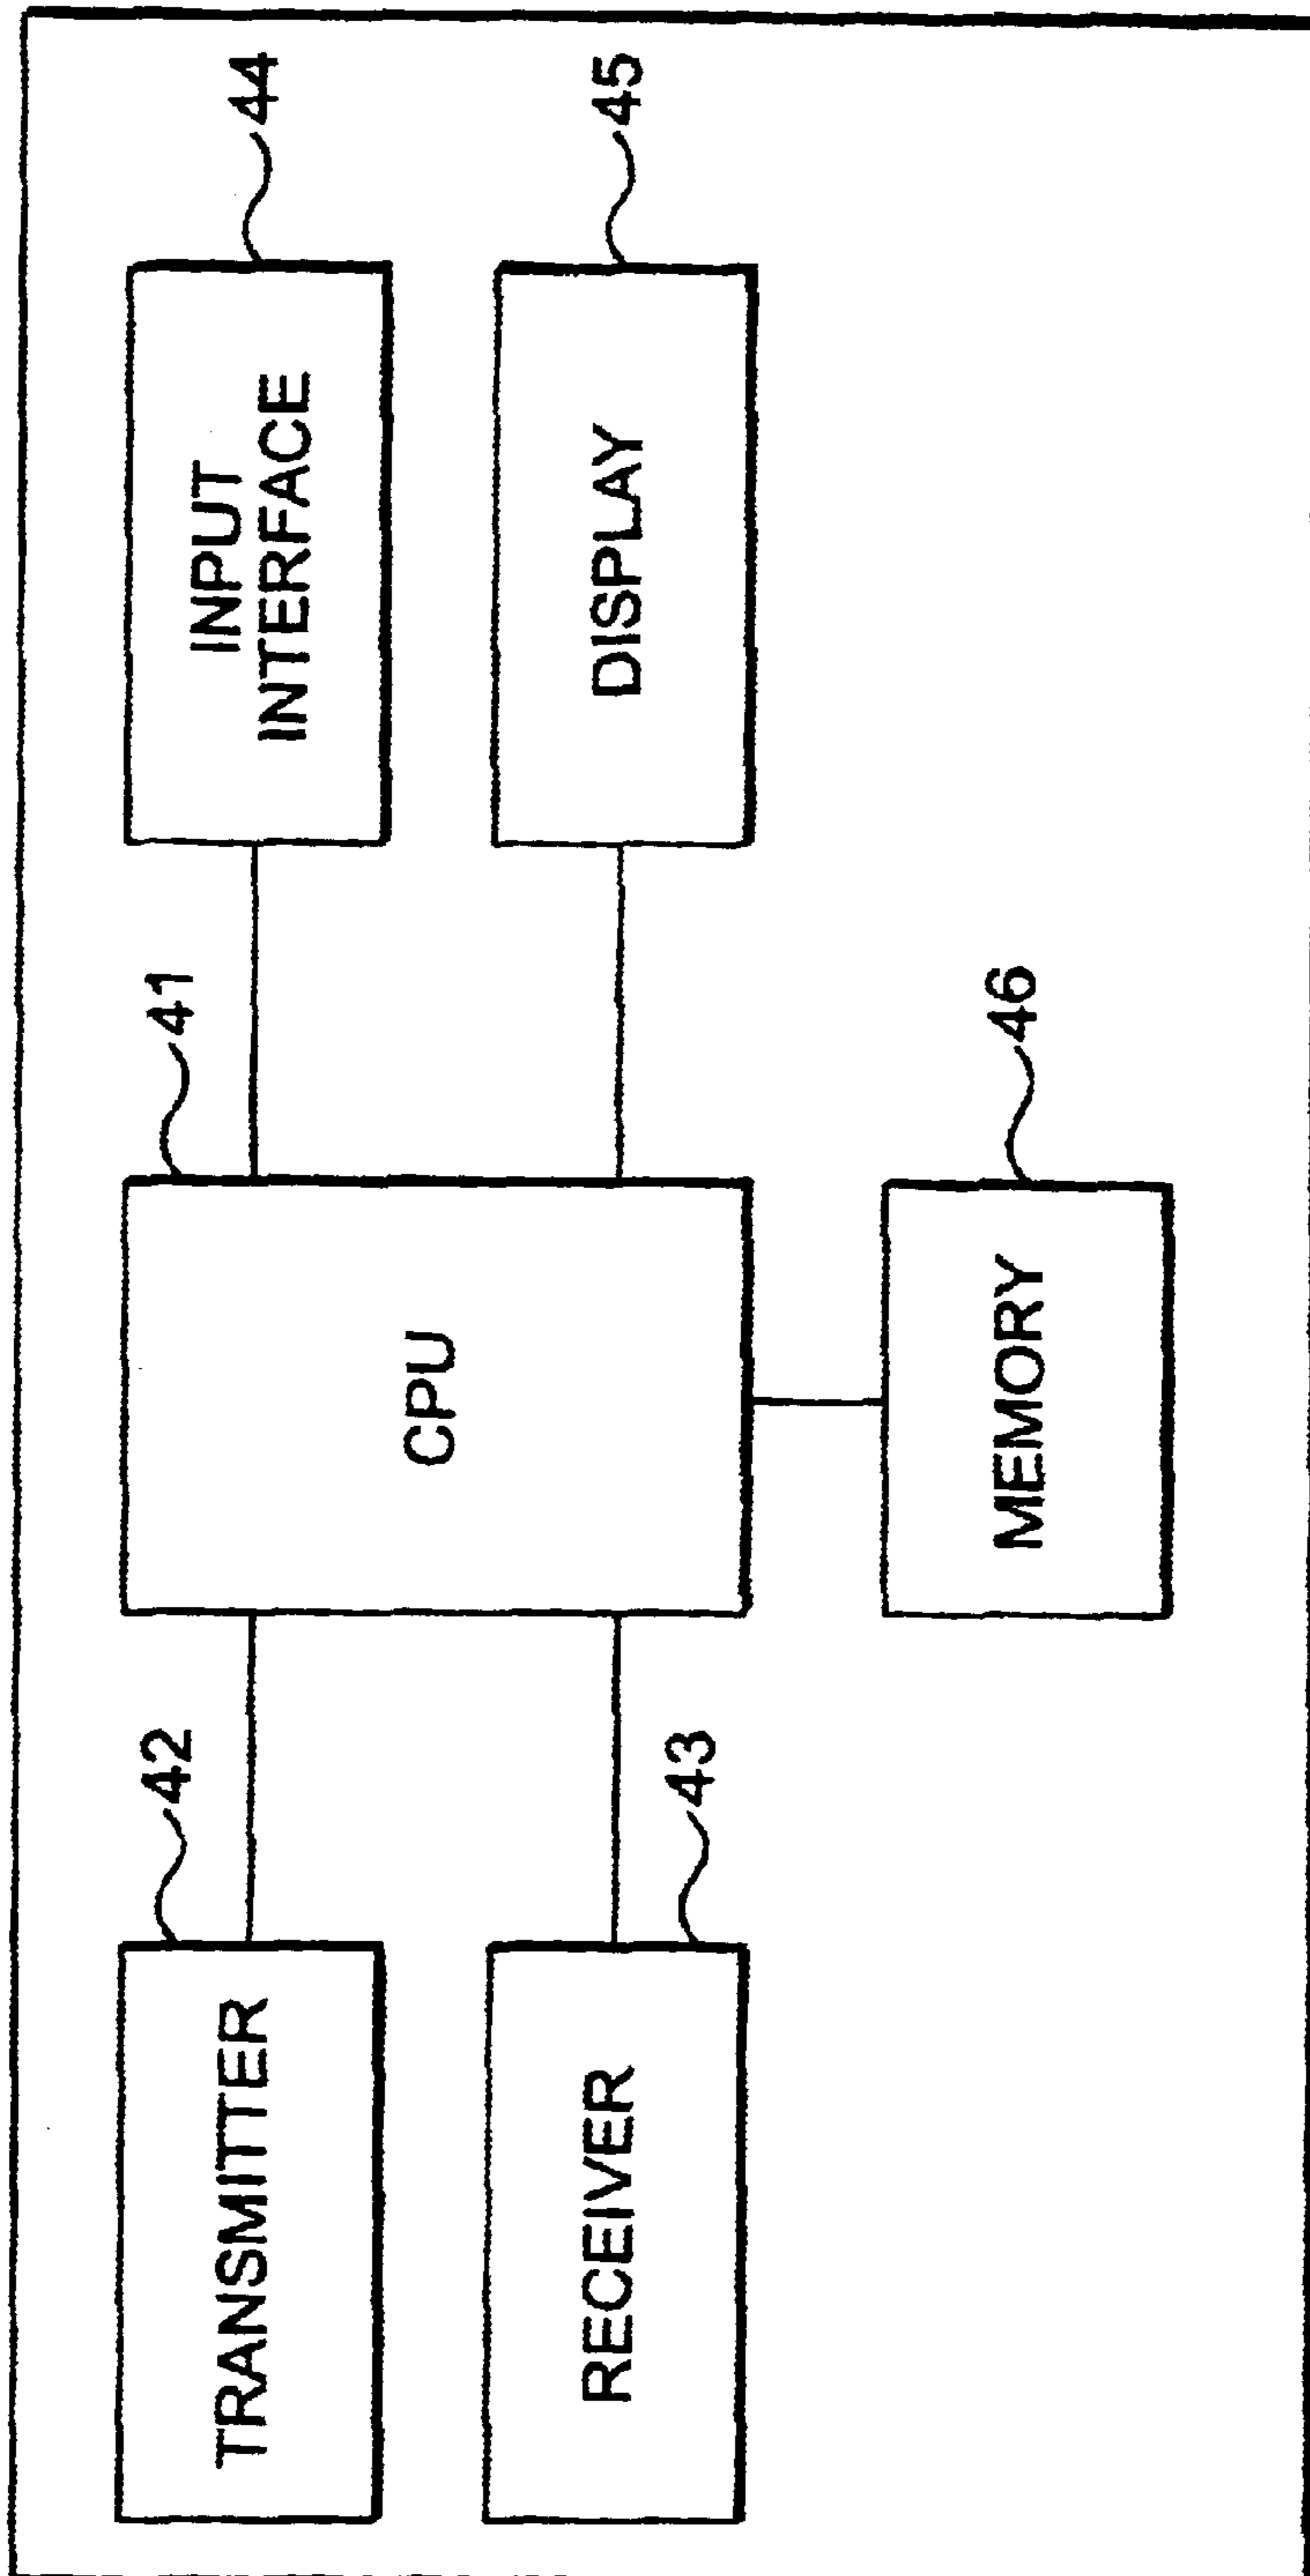 42
TRANSMITTER
43
RECEIVER
41
CPU
46
MEMORY
44
INPUT
INTERFACE
45
DISPLAY